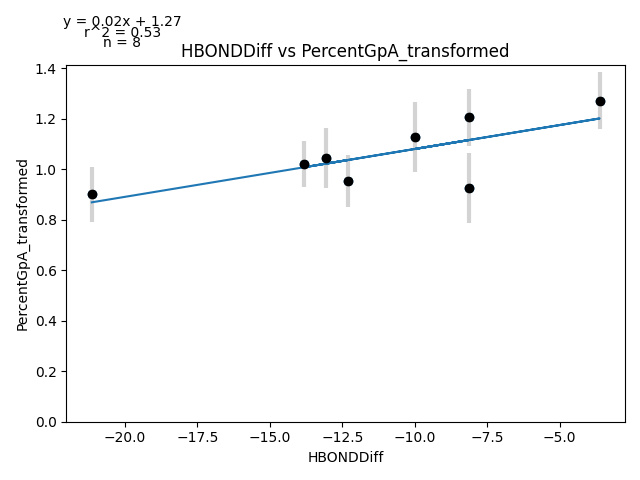 y = 0.02x + 1.27
r^2 = 0.53
n = 8
HBONDDiff vs PercentGpA_transformed
PercentGpA_transformed
1.4
1.2
1.0
0.8
0.6
0.4
0.2
0.0
−20.0 −17.5 −15.0 −12.5 −10.0 −7.5 −5.0
HBONDDiff